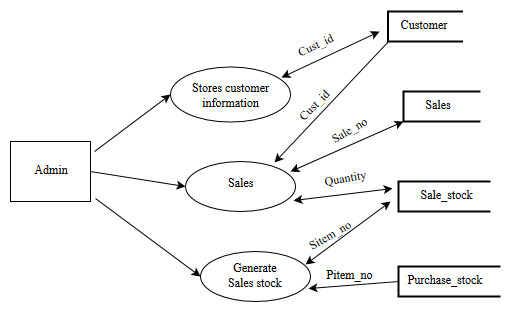 Customer
Cust_id
Stores customer
information
Cust_id
Sales
Sale_no
Admin
Sales
Quantity
Sale_stock
Sitem_no
Generate
Sales stock
Pitem_no
Purchase_stock